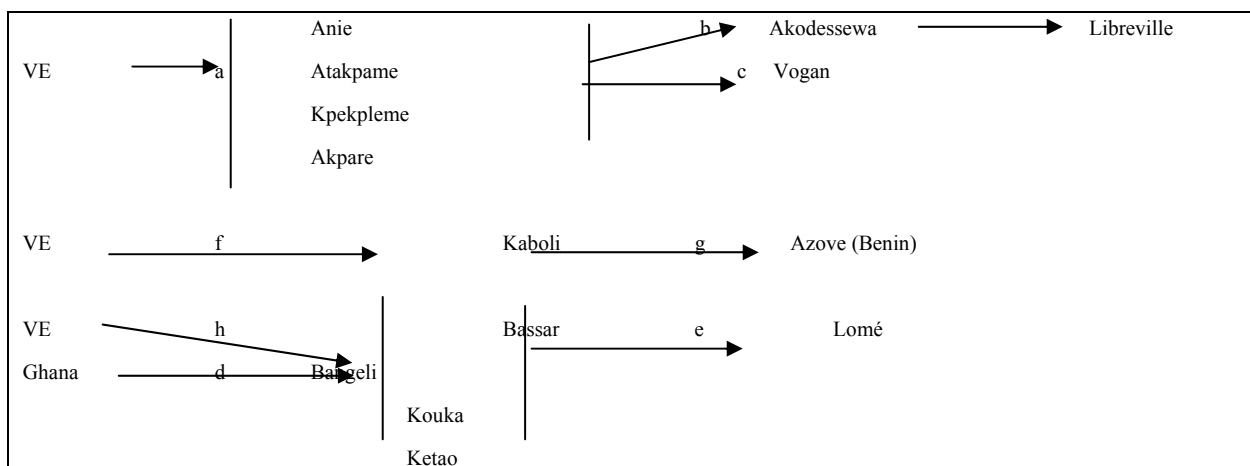 Anie b Akodessewa Libreville
VE a Atakpame c Vogan
Kpekpleme
Akpare
VE f Kaboli g Azove (Benin)
VE h Bassar e Lomé
Ghana d Bangeli
Kouka
Ketao